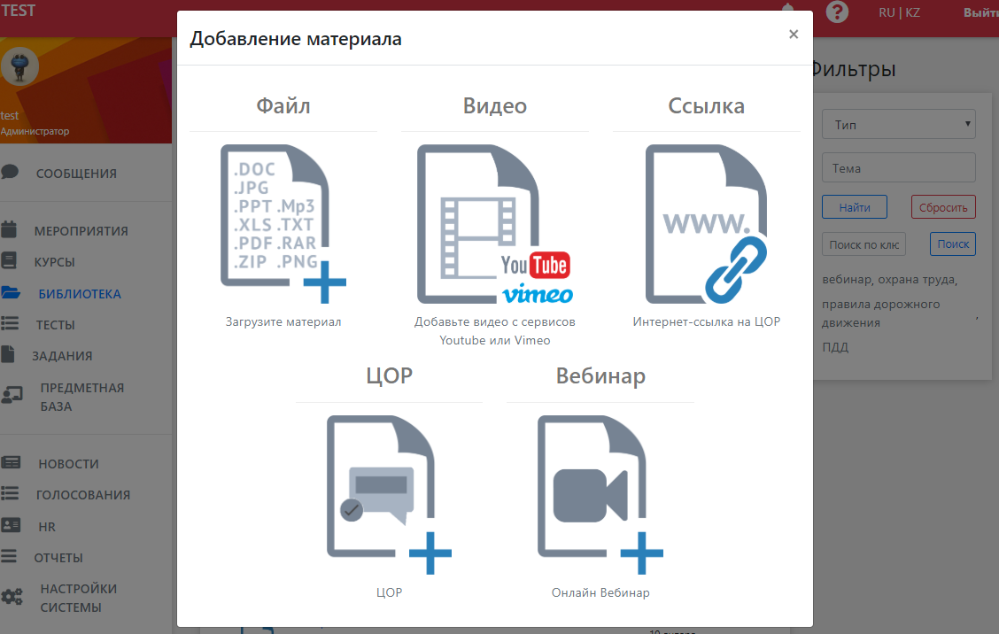 TEST
RU | KZ
Выйти
test
Администратор
СООБЩЕНИЯ
МЕРОПРИЯТИЯ
КУРСЫ
БИБЛИОТЕКА
ТЕСТЫ
ЗАДАНИЯ
ПРЕДМЕТНАЯ
БАЗА
НОВОСТИ
ГОЛОСОВАНИЯ
HR
ОТЧЕТЫ
НАСТРОЙКИ
СИСТЕМЫ
Добавление материала
×
Файл
.DOC
.JPG
.PPT .Mp3
.XLS .TXT
.PDF .RAR
.ZIP .PNG
Загрузите материал
Видео
YouTube
vimeo
Добавьте видео с сервисов
Youtube или Vimeo
Ссылка
www.
Интернет-ссылка на ЦОР
ЦОР
ЦОР
Вебинар
Онлайн Вебинар
Фильтры
Тип
Тема
Найти
Сбросить
Поиск по клю
Поиск
вебинар, охрана труда,
правила дорожного
движения ,
ПДД